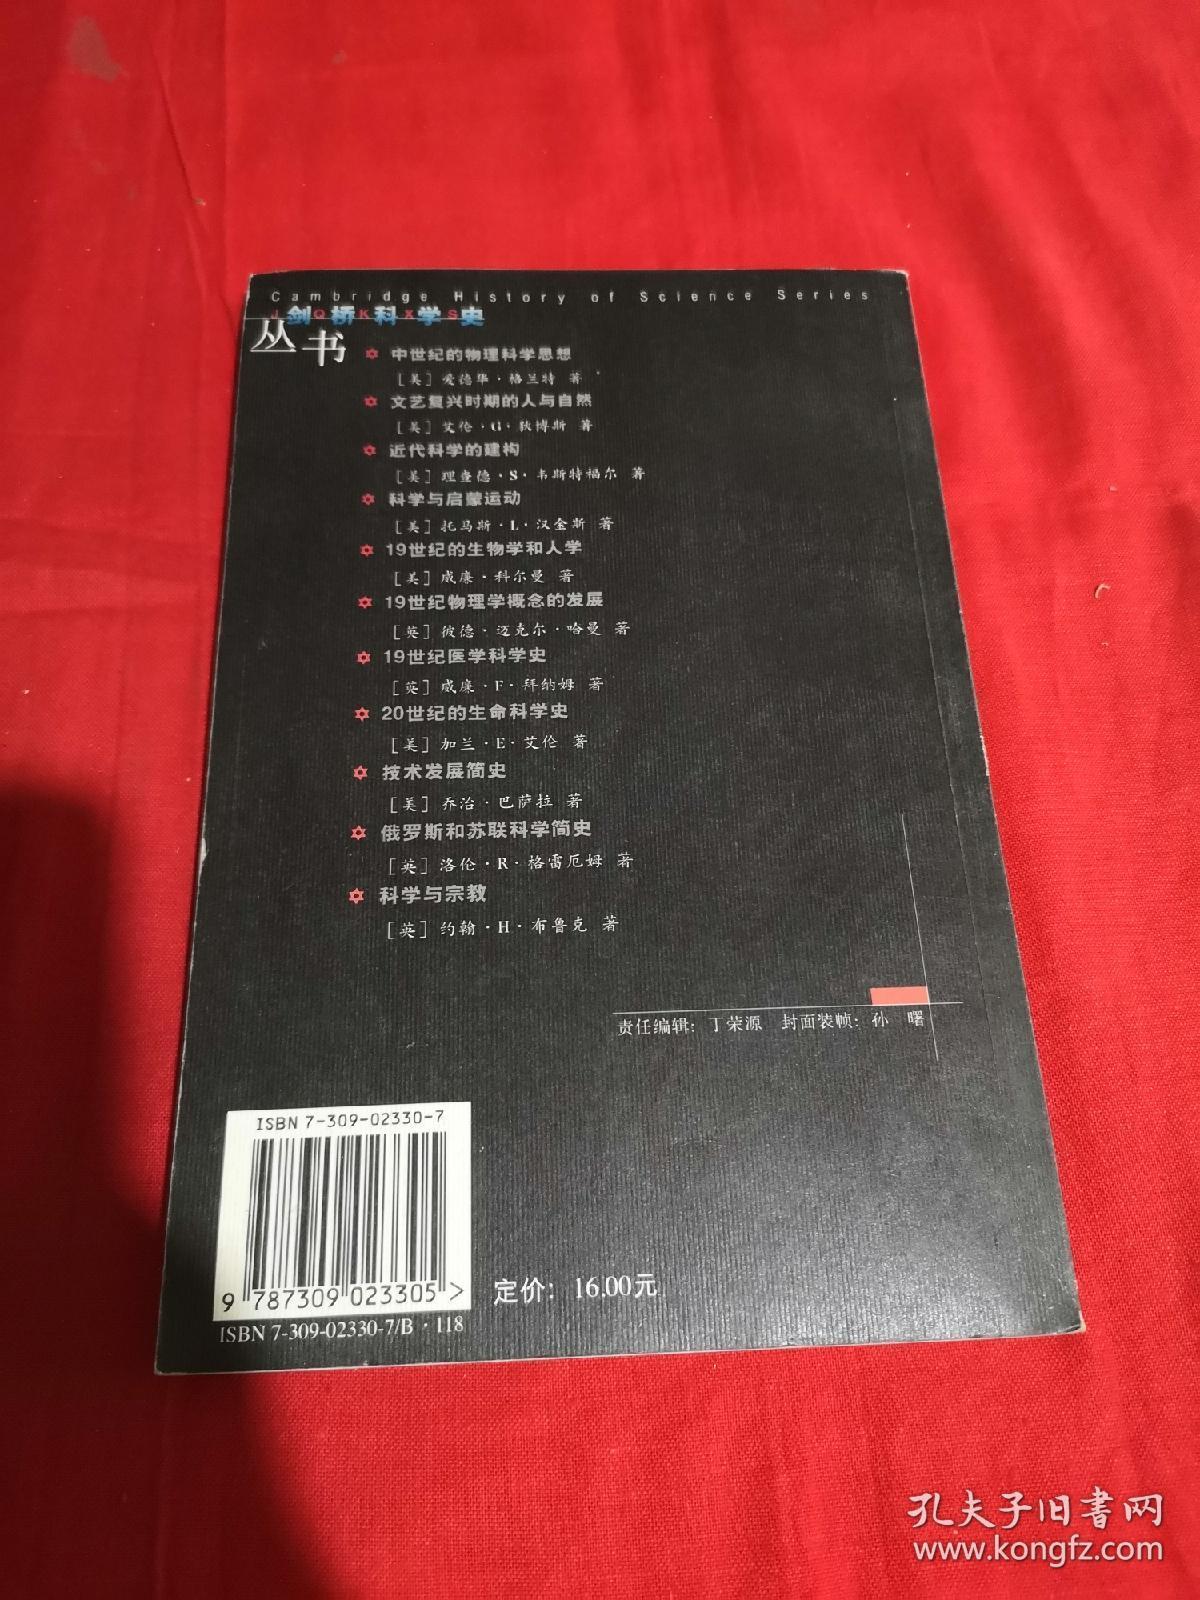 Cambridge History of Science Series
JQKXS
剑桥科学史
丛书
中世纪的物理科学思想
[美] 爱德华·格兰特 著
文艺复兴时期的人与自然
[美] 艾伦·G·狄博斯 著
近代科学的建构
[美] 理查德·S·韦斯特福尔 著
科学与启蒙运动
[美] 托马斯·L·汉金斯 著
19世纪的生物学和人学
[美] 威廉·科尔曼 著
19世纪物理学概念的发展
[英] 彼德·迈克尔·哈曼 著
19世纪医学科学史
[英] 威廉·F·拜纳姆 著
20世纪的生命科学史
[美] 加兰·E·艾伦 著
技术发展简史
[美] 乔治·巴萨拉 著
俄罗斯和苏联科学简史
[英] 洛伦·R·格雷厄姆 著
科学与宗教
[英] 约翰·H·布鲁克 著
责任编辑：丁荣源 封面装帧：孙 曙
ISBN 7-309-02330-7
9 787309 023305 >
ISBN 7-309-02330-7/B·118
定价：16.00元
孔夫子旧书网
www.kongfz.com